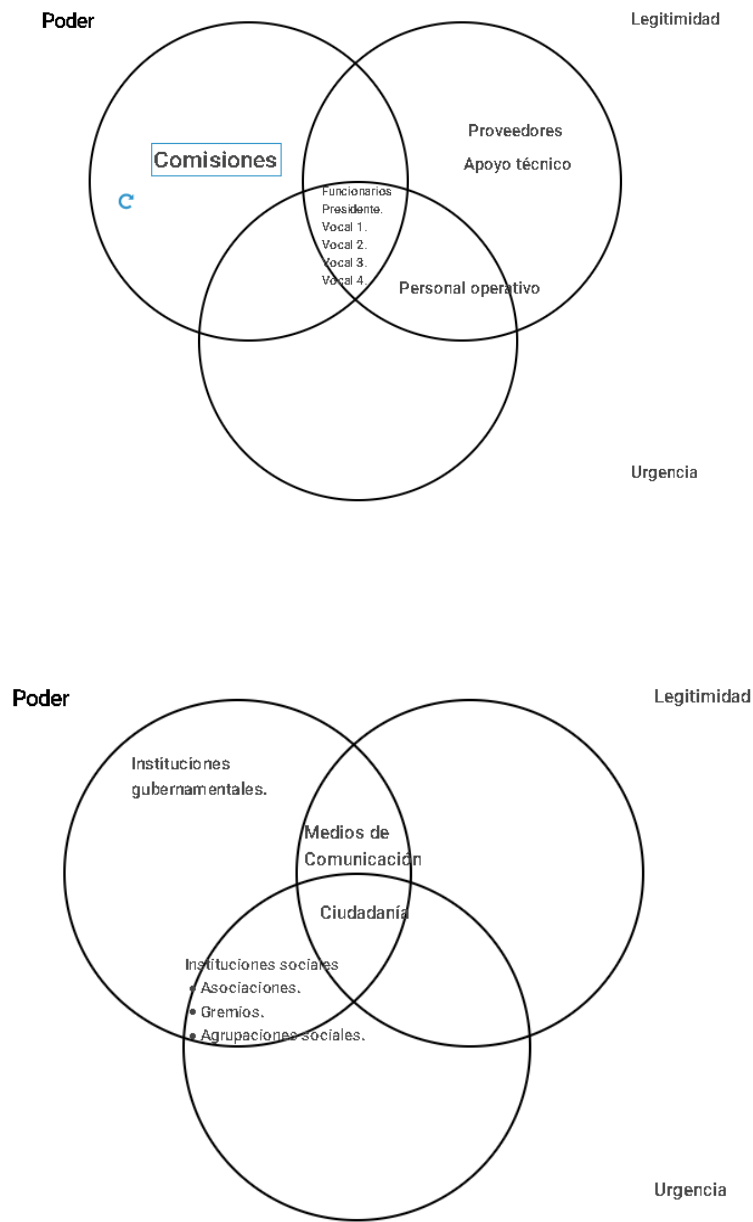 Poder
Legitimidad
Proveedores
Comisiones
Apoyo técnico
Funcionarios
Presidente.
Vocal 1.
Vocal 2.
Vocal 3.
Vocal 4.
Personal operativo
Urgencia
Poder
Legitimidad
Instituciones
gubernamentales.
Medios de
Comunicación
Ciudadanía
Instituciones sociales
• Asociaciones.
• Gremios.
• Agrupaciones sociales.
Urgencia